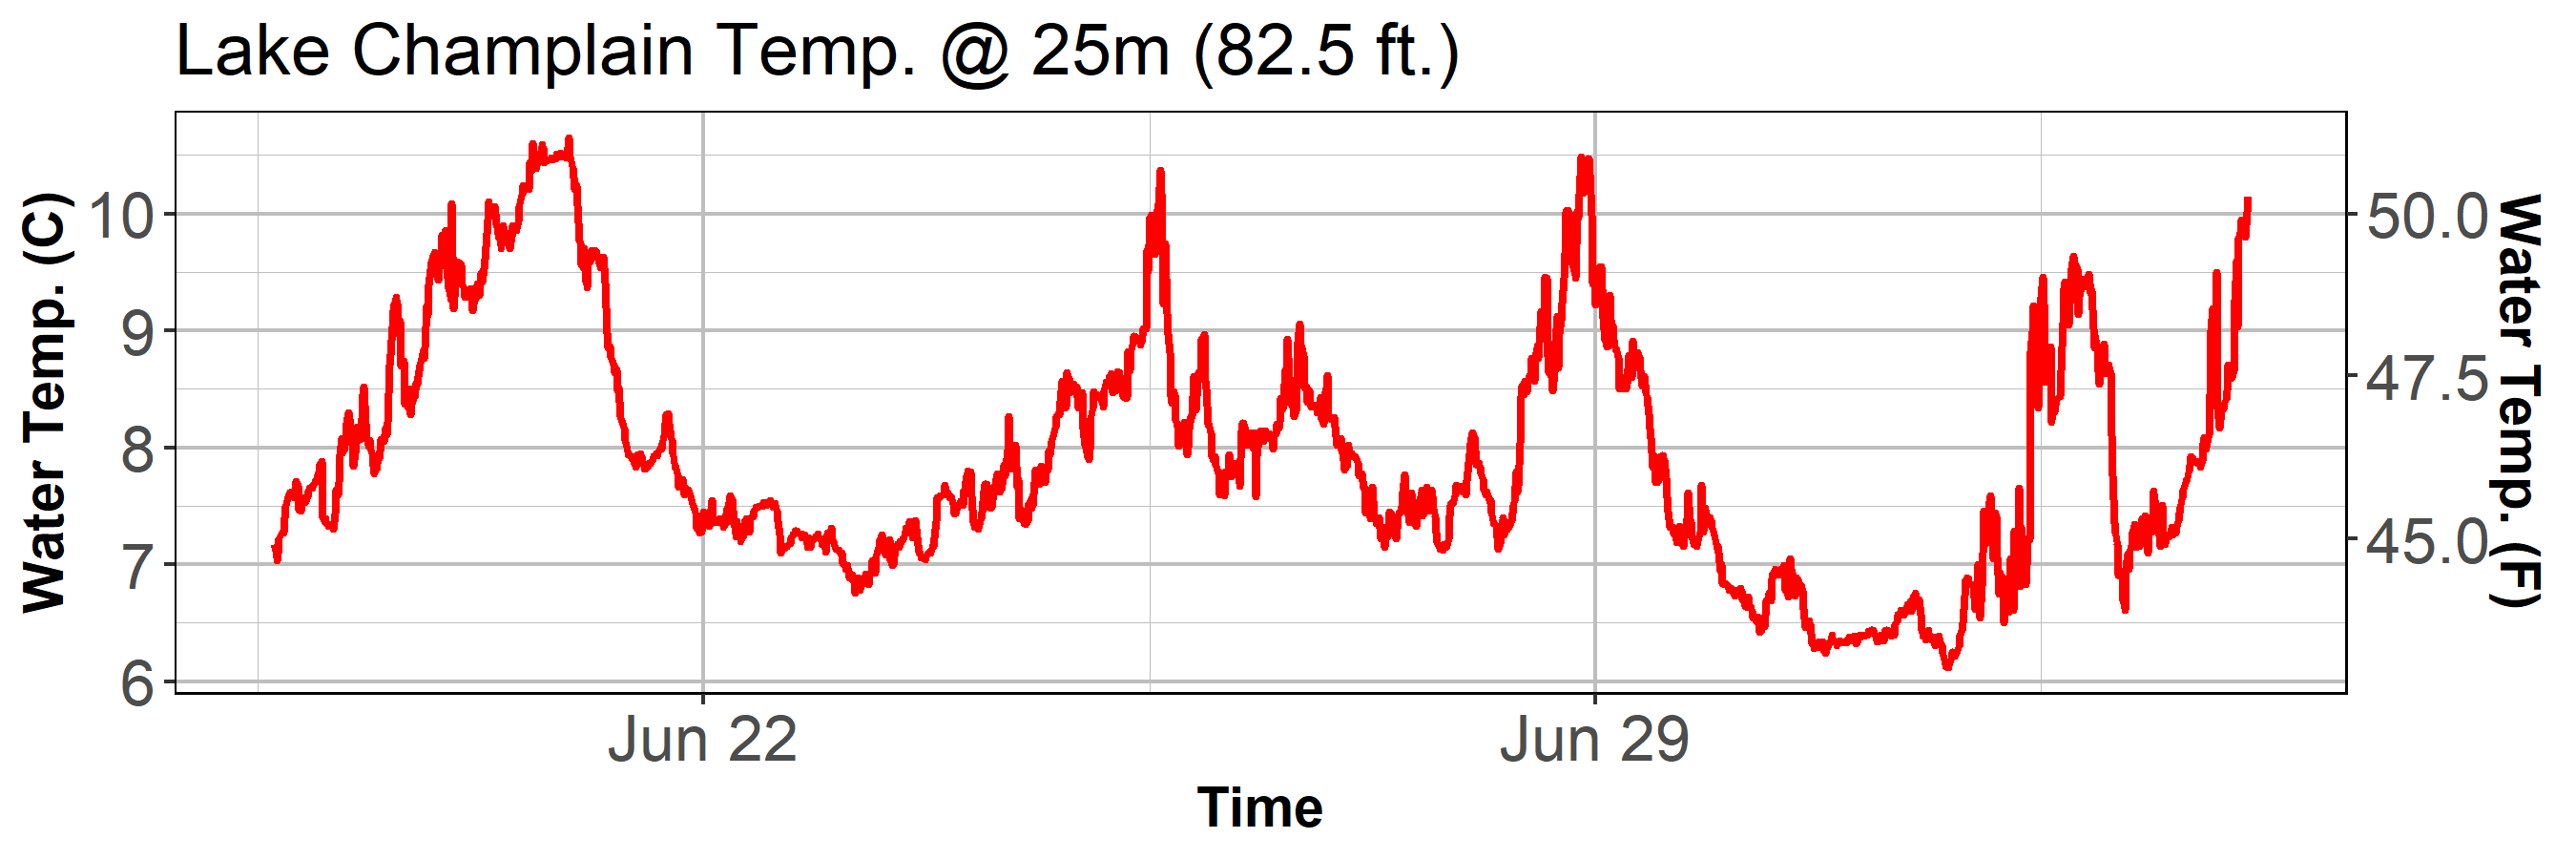 Lake Champlain Temp. @ 25m (82.5 ft.)
Water Temp. (C)
10
9
8
7
6
50.0
47.5
45.0
Water Temp. (F)
Jun 22
Jun 29
Time